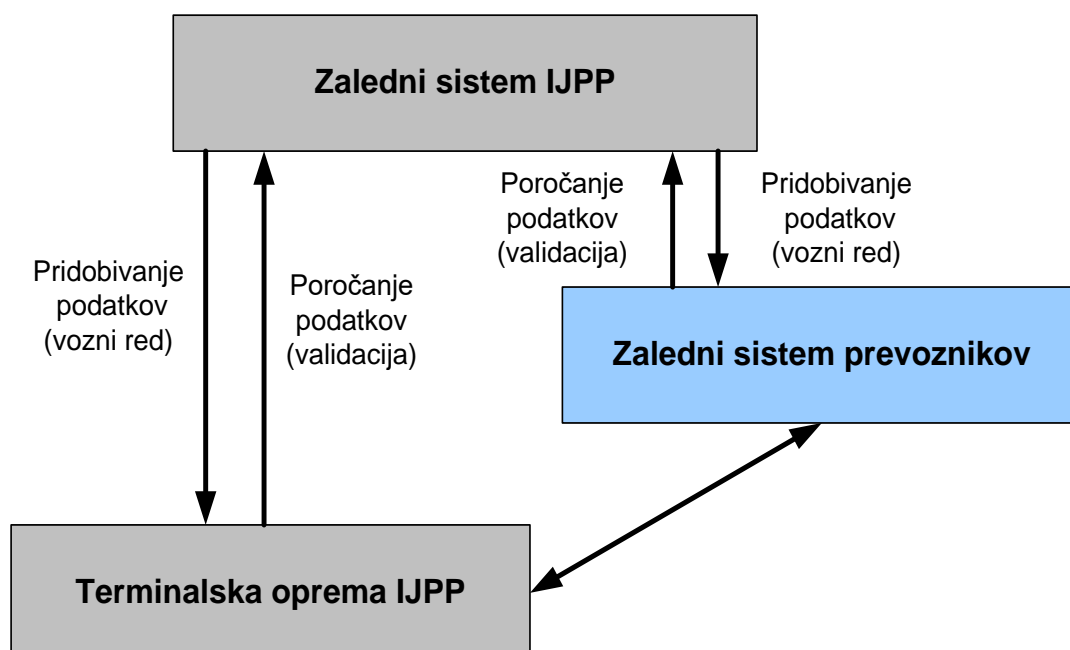 Zaledni sistem IJPP
Poročanje
podatkov
(validacija)
Pridobivanje
podatkov
(vozni red)
Pridobivanje
podatkov
(vozni red)
Poročanje
podatkov
(validacija)
Zaledni sistem prevoznikov
Terminalska oprema IJPP